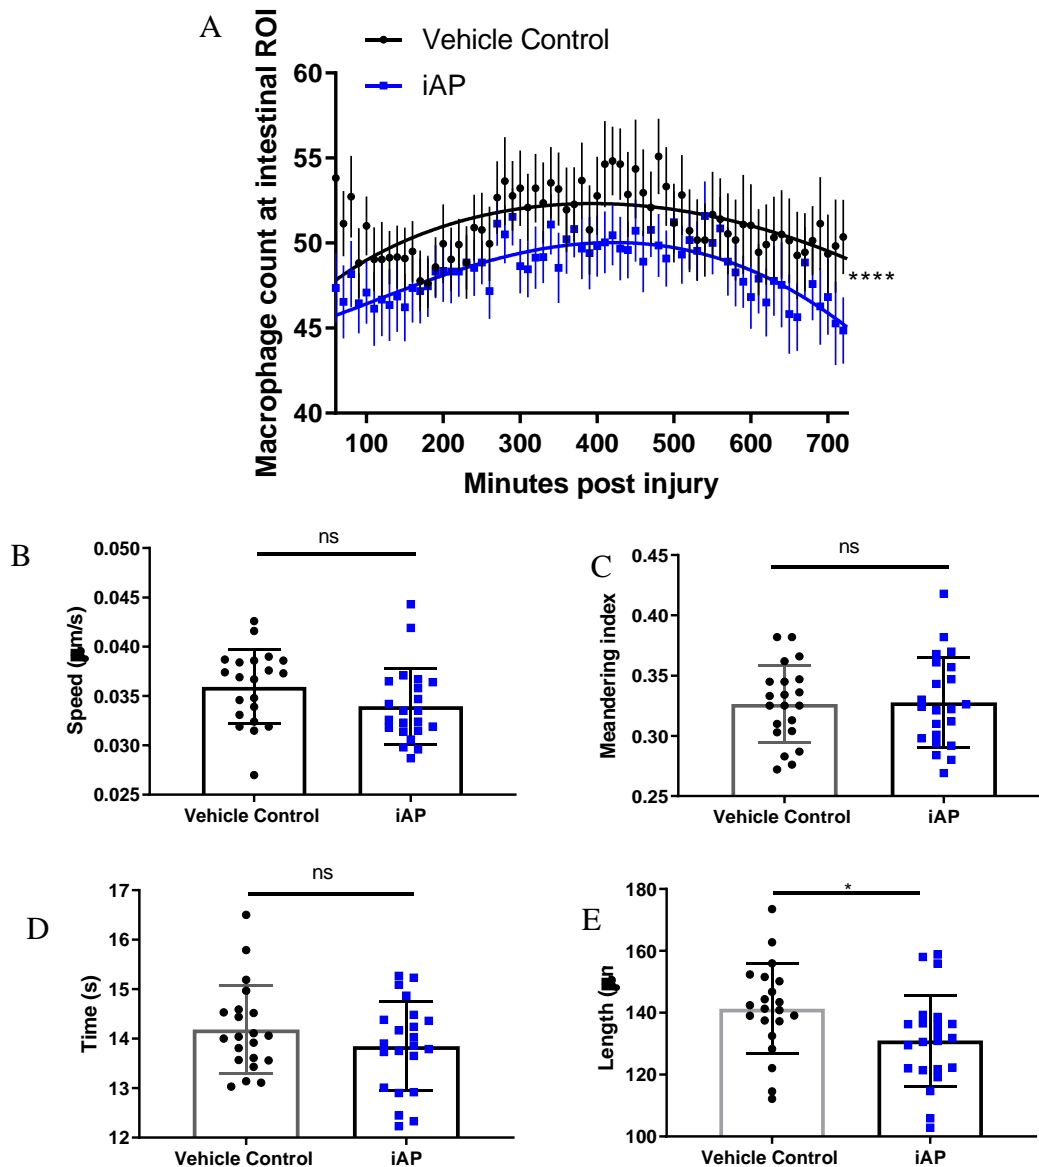 A
Vehicle Control
iAP
Macrophage count at intestinal ROI
60
55
50
45
40
100 200 300 400 500 600 700
Minutes post injury
****
B
ns
Speed (μm/s)
0.050
0.045
0.040
0.035
0.030
0.025
Vehicle Control iAP
C
ns
Meandering index
0.45
0.40
0.35
0.30
0.25
Vehicle Control iAP
D
ns
Time (s)
17
16
15
14
13
12
Vehicle Control iAP
E
*
Length
180
160
140
120
100
Vehicle Control iAP